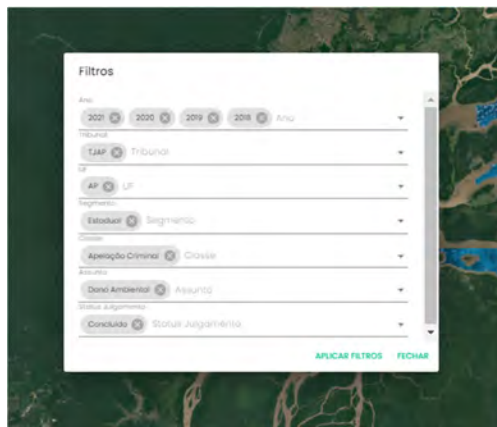 Filtros
Ano
2021 2020 2019 2018 Ano
Tribunal
TJAP Tribunal
UF
AP UF
Segmento
Estadual Segmento
Classe
Apelação Criminal Classe
Assunto
Dano Ambiental Assunto
Status Julgamento
Concluído Status Julgamento
APLICAR FILTROS FECHAR